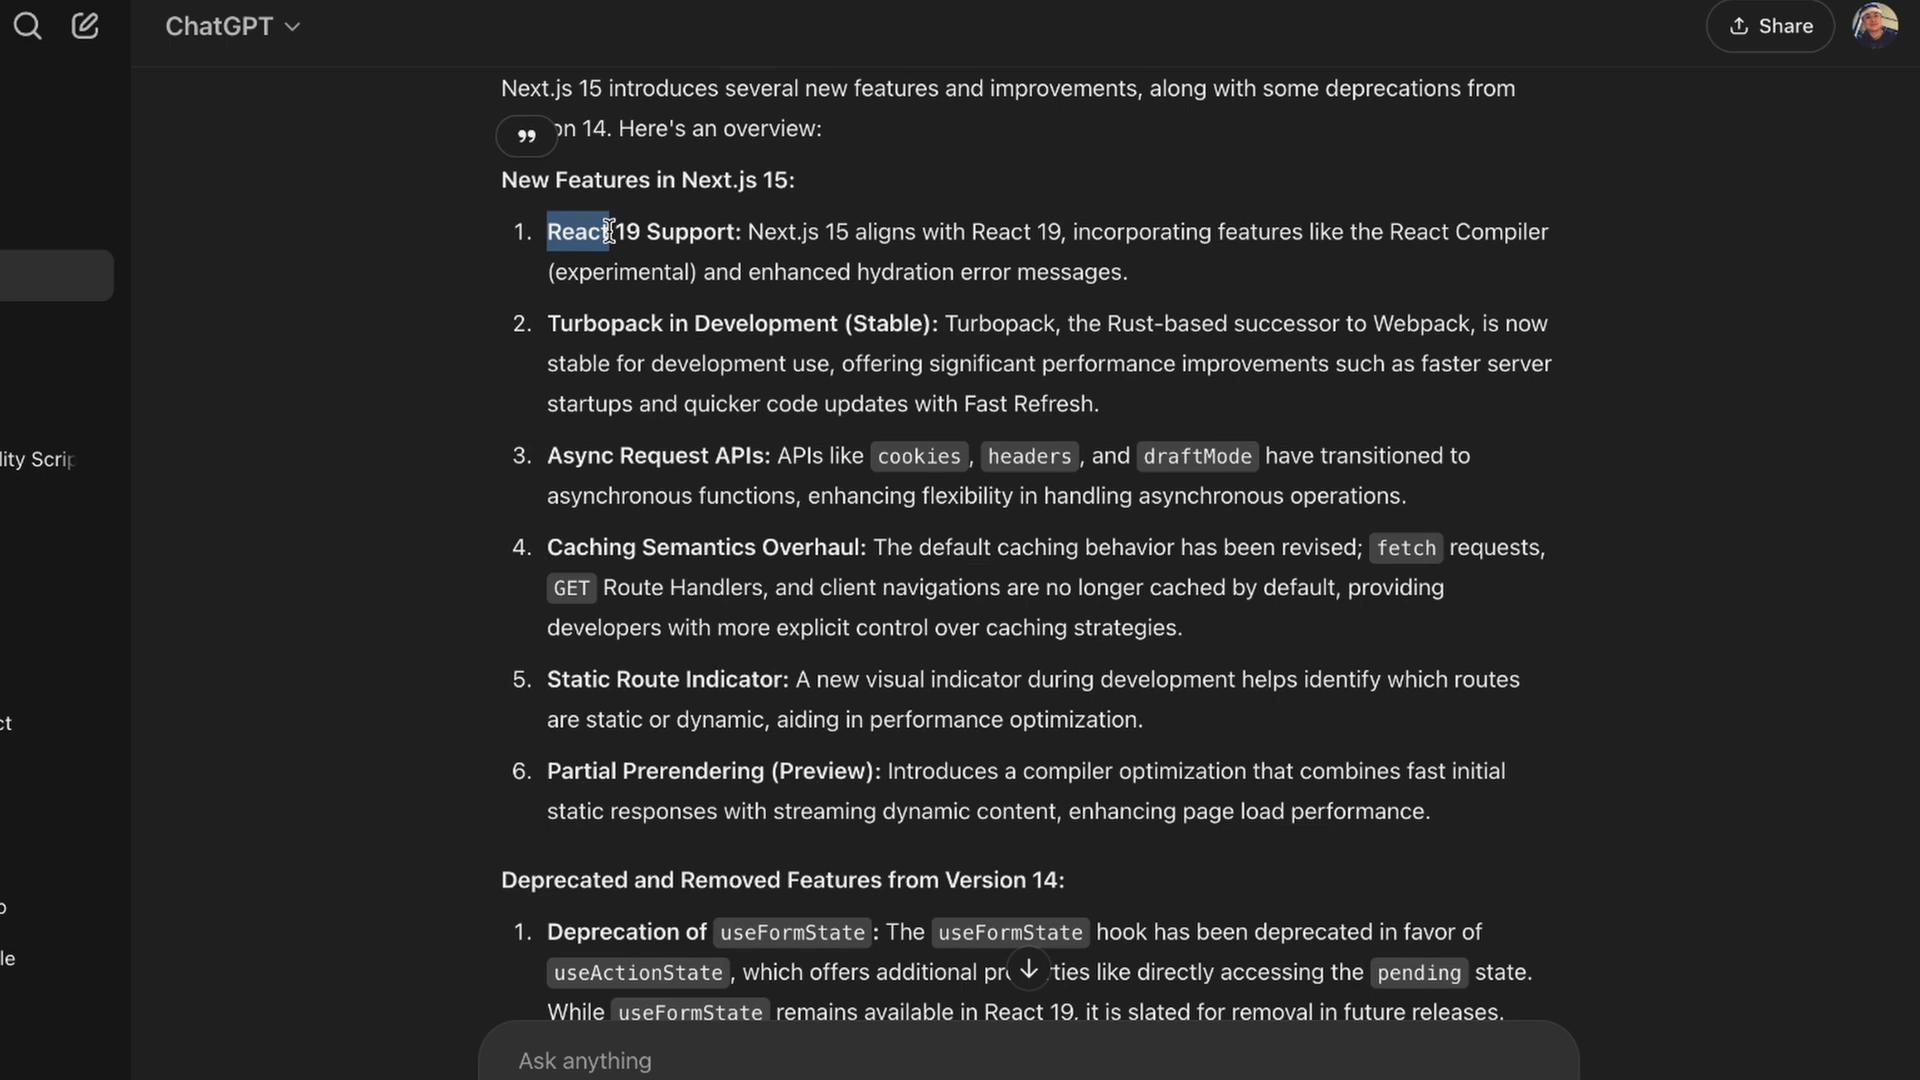 ChatGPT
Share
Next.js 15 introduces several new features and improvements, along with some deprecations from
on 14. Here's an overview:
New Features in Next.js 15:
1. React 19 Support: Next.js 15 aligns with React 19, incorporating features like the React Compiler
(experimental) and enhanced hydration error messages.
2. Turbopack in Development (Stable): Turbopack, the Rust-based successor to Webpack, is now
stable for development use, offering significant performance improvements such as faster server
startups and quicker code updates with Fast Refresh.
lity Scrip
3. Async Request APIs: APIs like cookies, headers, and draftMode have transitioned to
asynchronous functions, enhancing flexibility in handling asynchronous operations.
4. Caching Semantics Overhaul: The default caching behavior has been revised; fetch requests,
GET Route Handlers, and client navigations are no longer cached by default, providing
developers with more explicit control over caching strategies.
5. Static Route Indicator: A new visual indicator during development helps identify which routes
are static or dynamic, aiding in performance optimization.
ct
6. Partial Prerendering (Preview): Introduces a compiler optimization that combines fast initial
static responses with streaming dynamic content, enhancing page load performance.
Deprecated and Removed Features from Version 14:
1. Deprecation of useFormState: The useFormState hook has been deprecated in favor of
le
useActionState, which offers additional pr ties like directly accessing the pending state.
While useFormState remains available in React 19, it is slated for removal in future releases.
Ask anything